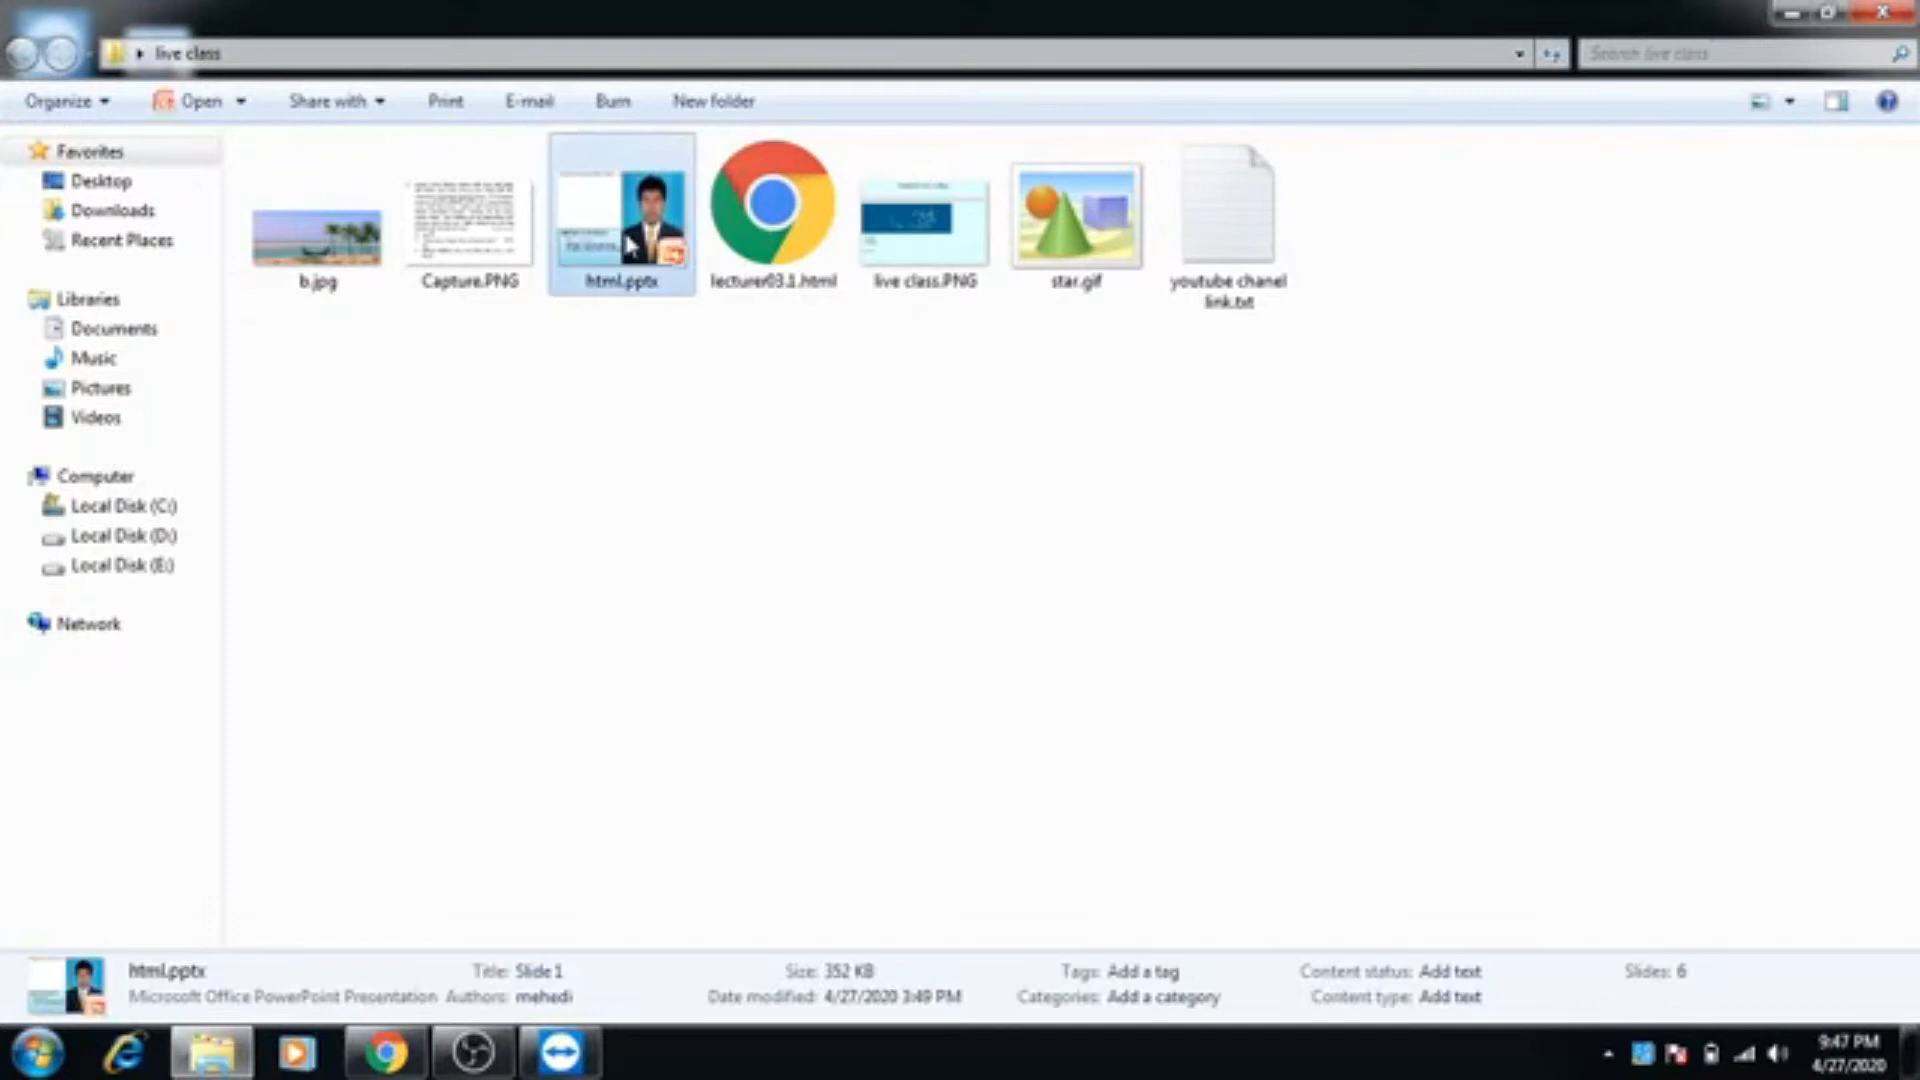 live class
Search live class
Organize
Open
Share with
Print
E-mail
Burn
New folder
Favorites
Desktop
Downloads
Recent Places
Libraries
Documents
Music
Pictures
Videos
Computer
Local Disk (C:)
Local Disk (D:)
Local Disk (E:)
Network
b.jpg
Capture.PNG
html.pptx
lecturer03.1.html
live class.PNG
star.gif
youtube chanel
link.txt
html.pptx
Title: Slide 1
Size: 352 KB
Tags: Add a tag
Content status: Add text
Slides: 6
Microsoft Office PowerPoint Presentation
Authors: mehedi
Date modified: 4/27/2020 3:49 PM
Categories: Add a category
Content type: Add text
9:47 PM
4/27/2020